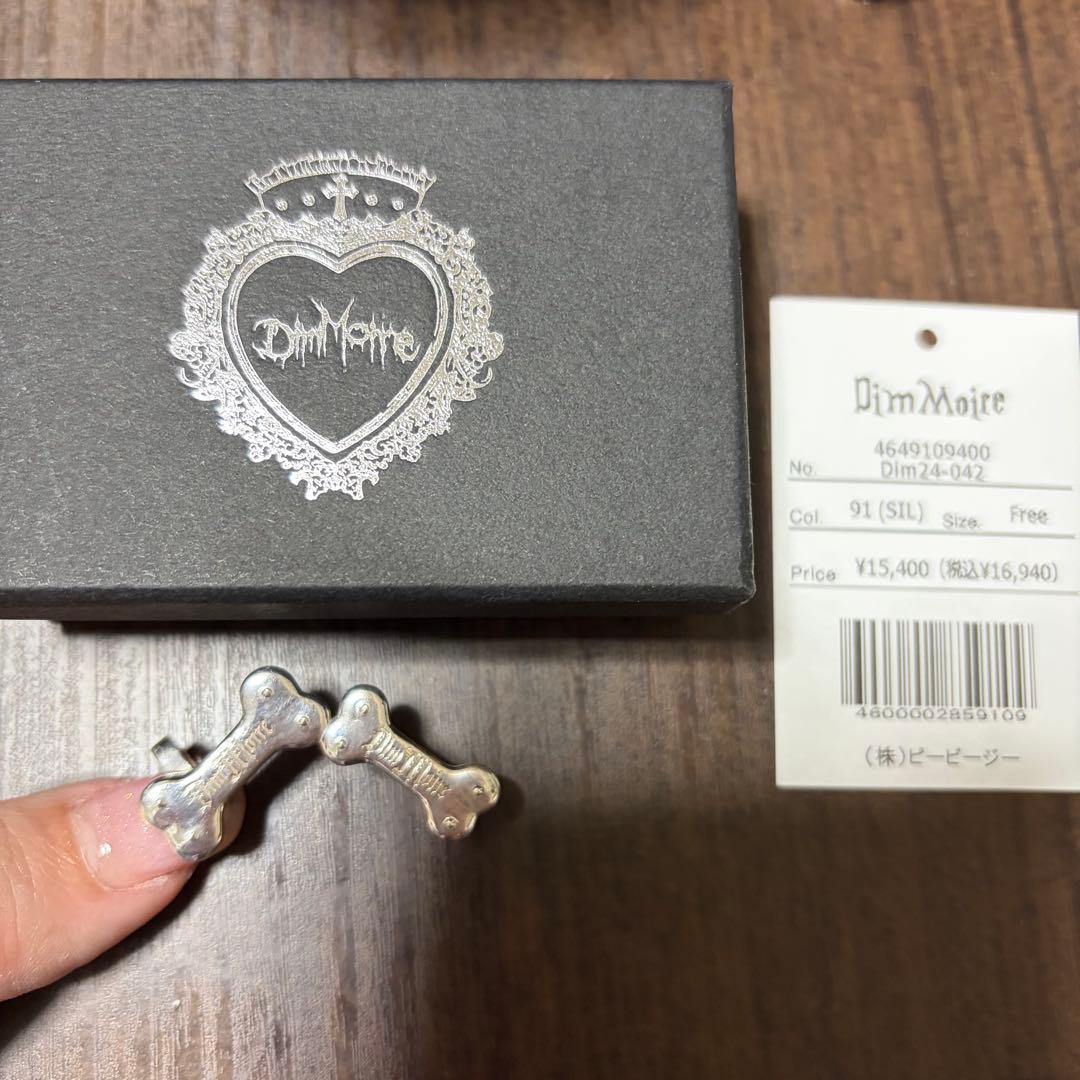 DimMoire
DimMoire
4649109400
No. Dim24-042
Col. 91 (SIL) Size. Free
Price ¥15,400 (税込¥16,940)
4600002859109
(株)ピービージー
DimMoire
DimMoire